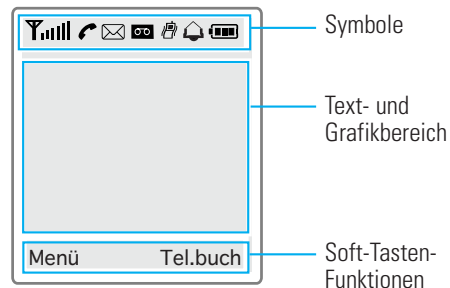 Symbole
Text- und
Grafikbereich
Menü Tel.buch
Soft-Tasten-
Funktionen